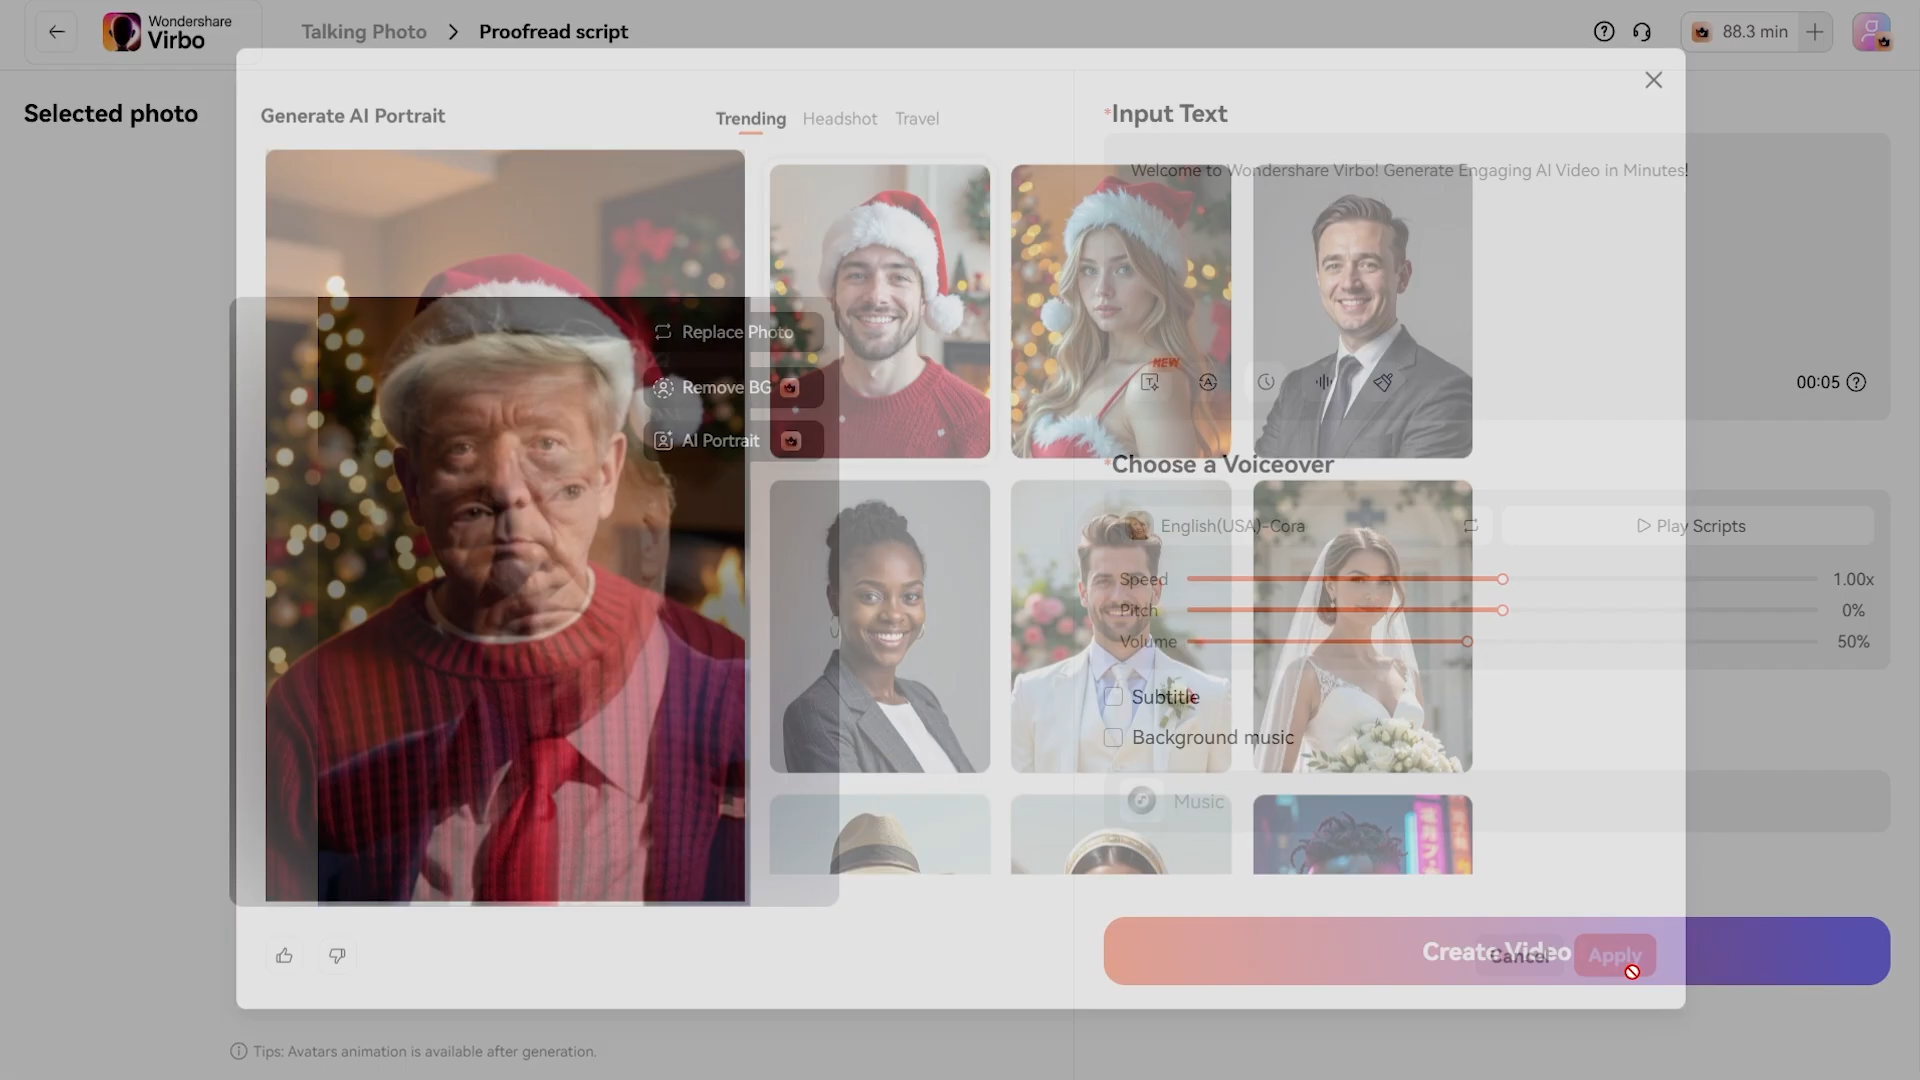 Wondershare
Virbo
Talking Photo > Proofread script
88.3 min
Selected photo
Generate AI Portrait
Trending
Headshot
Travel
*Input Text
Welcome to Wondershare Virbo! Generate Engaging AI Video in Minutes!
Replace Photo
Remove BG
AI Portrait
NEW
00:05
*Choose a Voiceover
English(USA)-Cora
Play Scripts
Speed
1.00x
Pitch
0%
Volume
50%
Subtitle
Background music
Music
Create Video
Cancel
Apply
Tips: Avatars animation is available after generation.